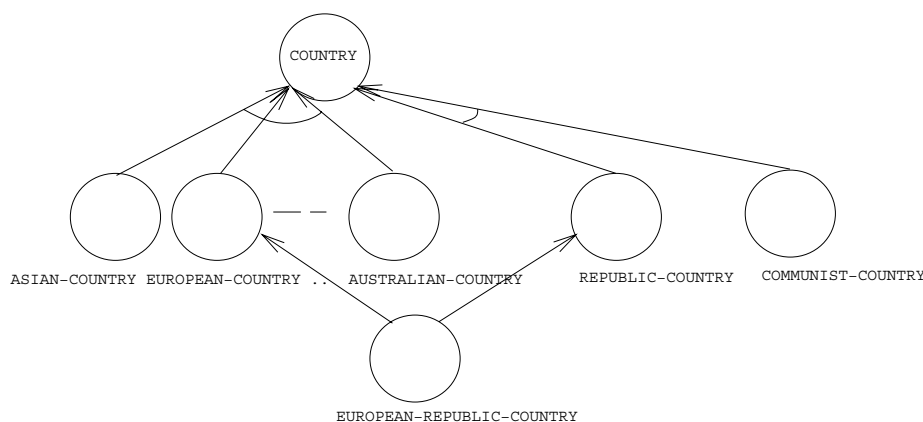 COUNTRY
ASIAN-COUNTRY EUROPEAN-COUNTRY .. AUSTRALIAN-COUNTRY REPUBLIC-COUNTRY COMMUNIST-COUNTRY
EUROPEAN-REPUBLIC-COUNTRY